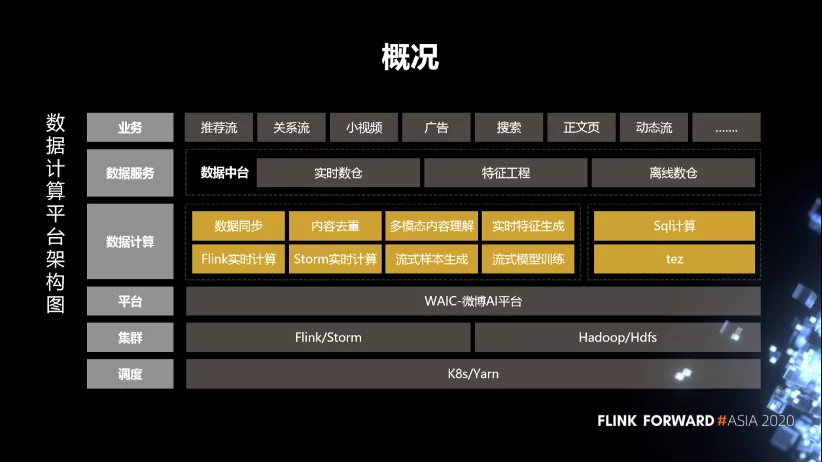 概况
数据计算平台架构图
业务 推荐流 关系流 小视频 广告 搜索 正文页 动态流 .......
数据服务 数据中台 实时数仓 特征工程 离线数仓
数据计算
数据同步 内容去重 多模态内容理解 实时特征生成 Sql计算
Flink实时计算 Storm实时计算 流式样本生成 流式模型训练 tez
平台 WAIC-微博AI平台
集群 Flink/Storm Hadoop/Hdfs
调度 K8s/Yarn
FLINK FORWARD #ASIA 2020